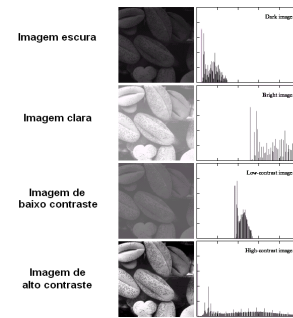 Imagem escura
Dark image
Imagem clara
Bright image
Imagem de
baixo contraste
Low-contrast image
Imagem de
alto contraste
High-contrast image